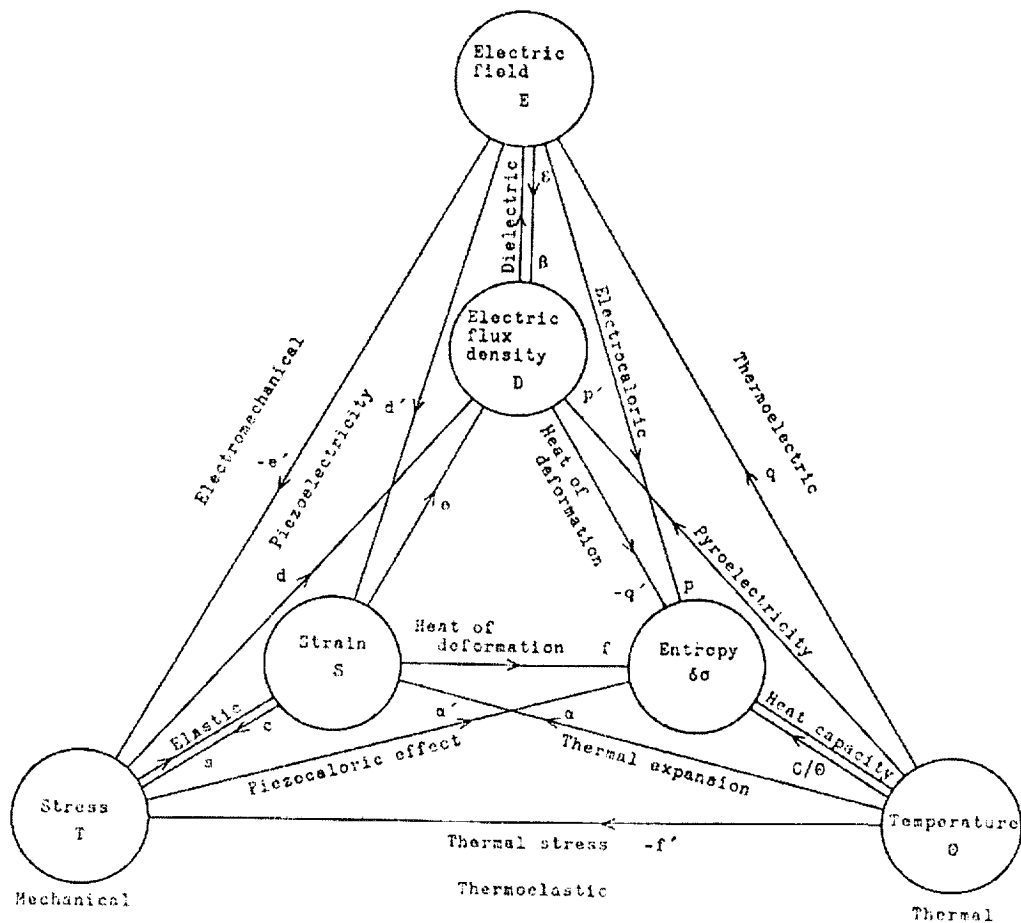 Electric
field
E
Dielectric
ε
β
Electric
flux
density
D
Electromechanical
-e-
Piezoelectricity
d´
d
e
Electrocaloric
p´
Heat of
deformation
-q´
p
Thermoelectric
q
Pyroelectricity
Strain
S
Heat of
deformation f
Entropy
δσ
Elastic
c
s
α´
Piezocaloric effect
α
Thermal expansion
Heat capacity
C/Θ
Stress
T
Mechanical
Temperature
Θ
Thermal
Thermal stress -f´
Thermoelastic